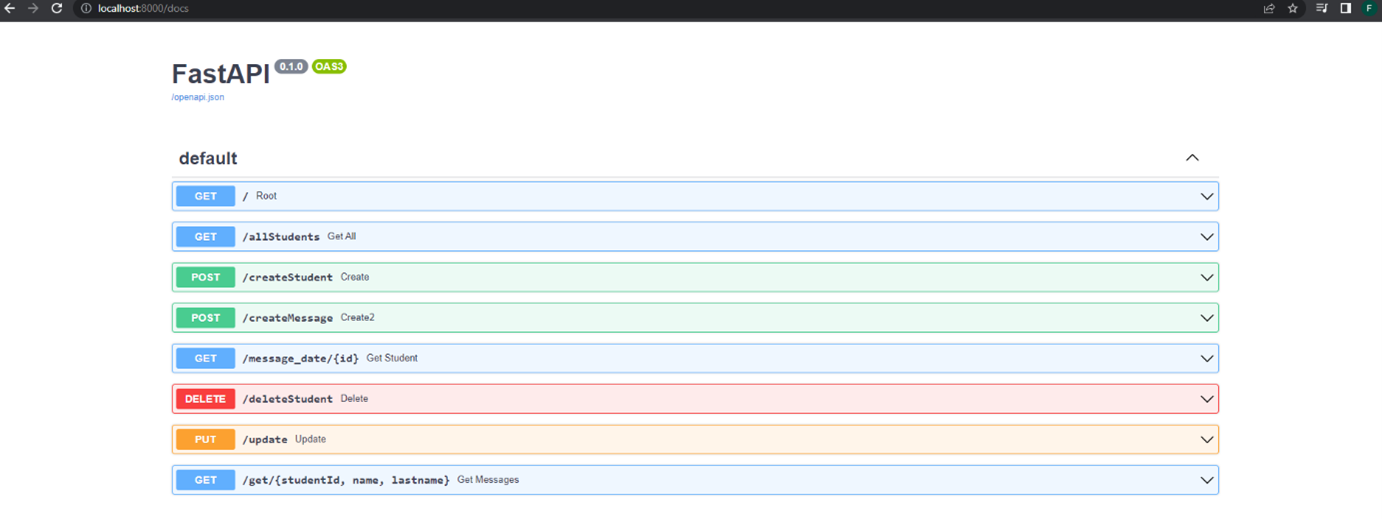 localhost:8000/docs
F
FastAPI 0.1.0 OAS3
/openapi.json
default
GET / Root
GET /allStudents Get All
POST /createStudent Create
POST /createMessage Create2
GET /message_date/{id} Get Student
DELETE /deleteStudent Delete
PUT /update Update
GET /get/{studentId, name, lastname} Get Messages